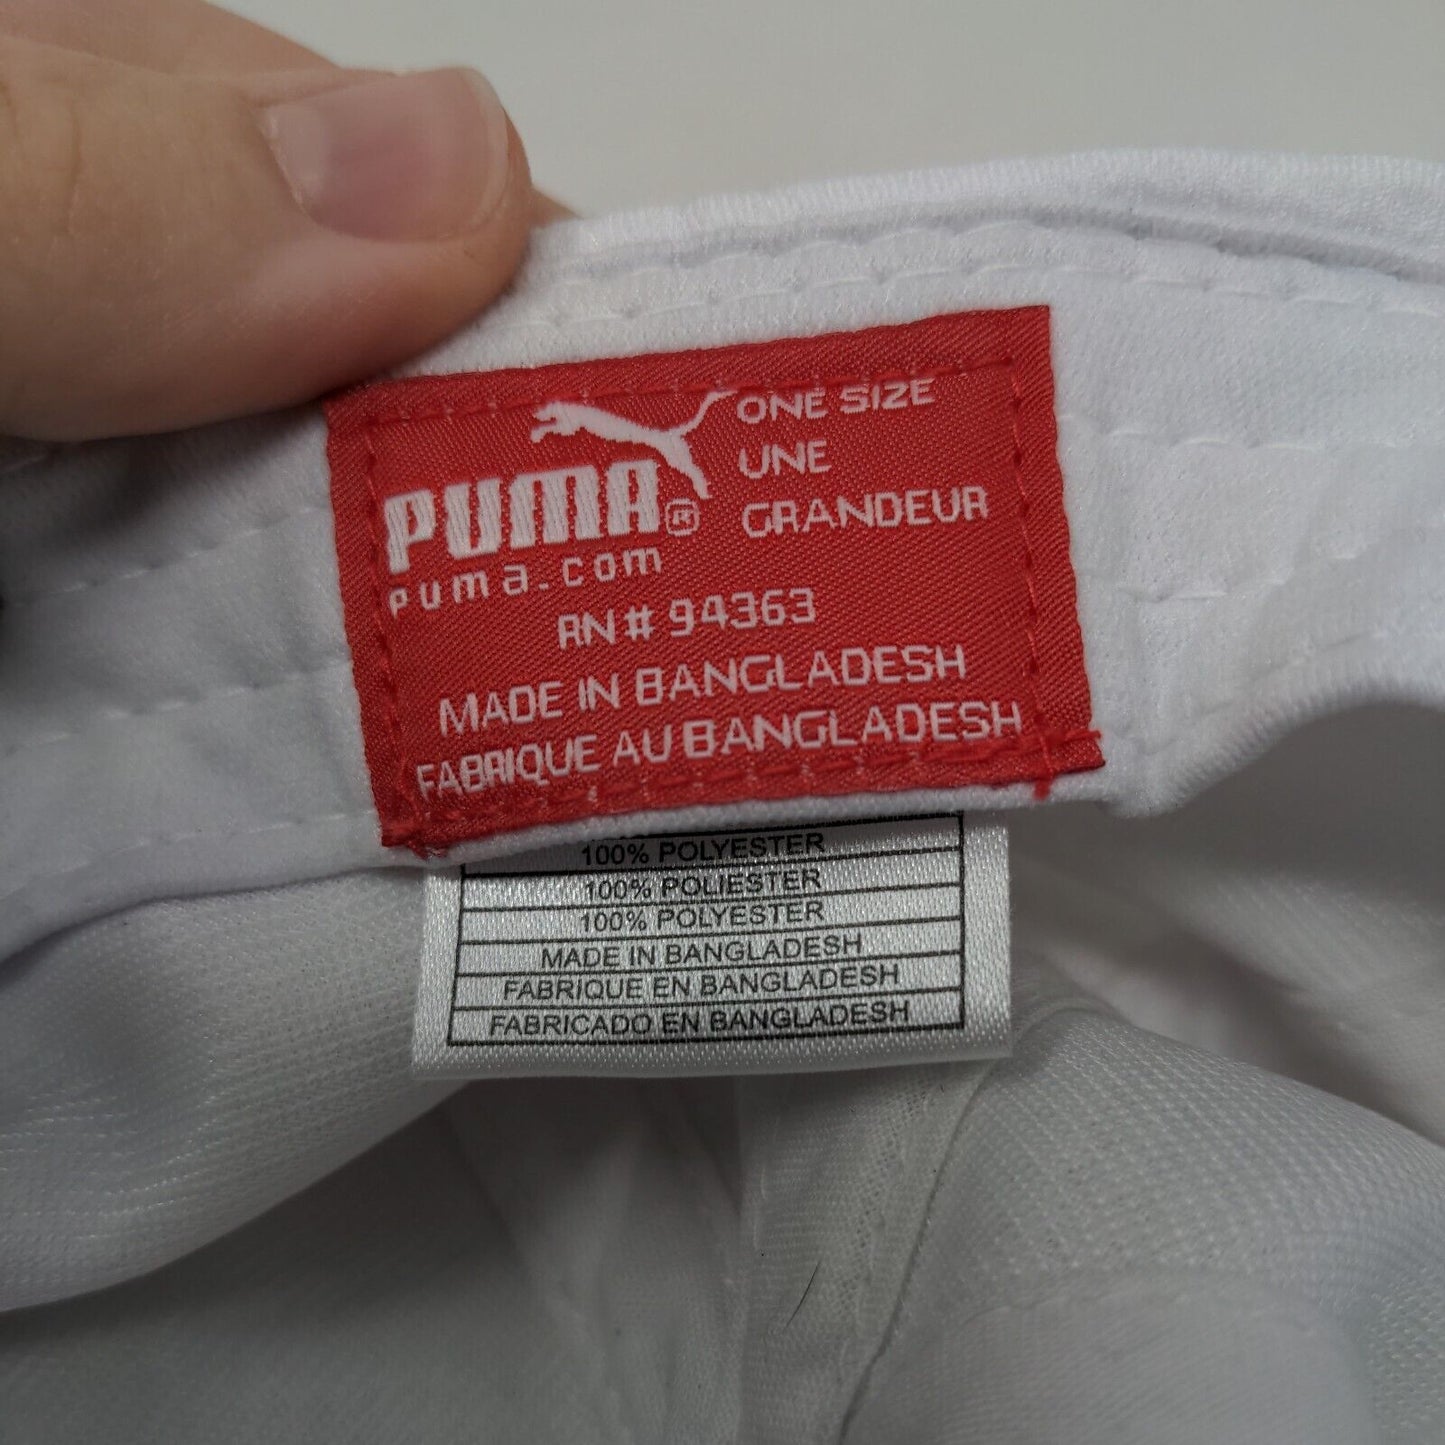 PUMA®
puma.com
ONE SIZE
UNE
GRANDEUR
RN# 94363
MADE IN BANGLADESH
FABRIQUE AU BANGLADESH
100% POLYESTER
100% POLIESTER
100% POLYESTER
MADE IN BANGLADESH
FABRIQUE EN BANGLADESH
FABRICADO EN BANGLADESH